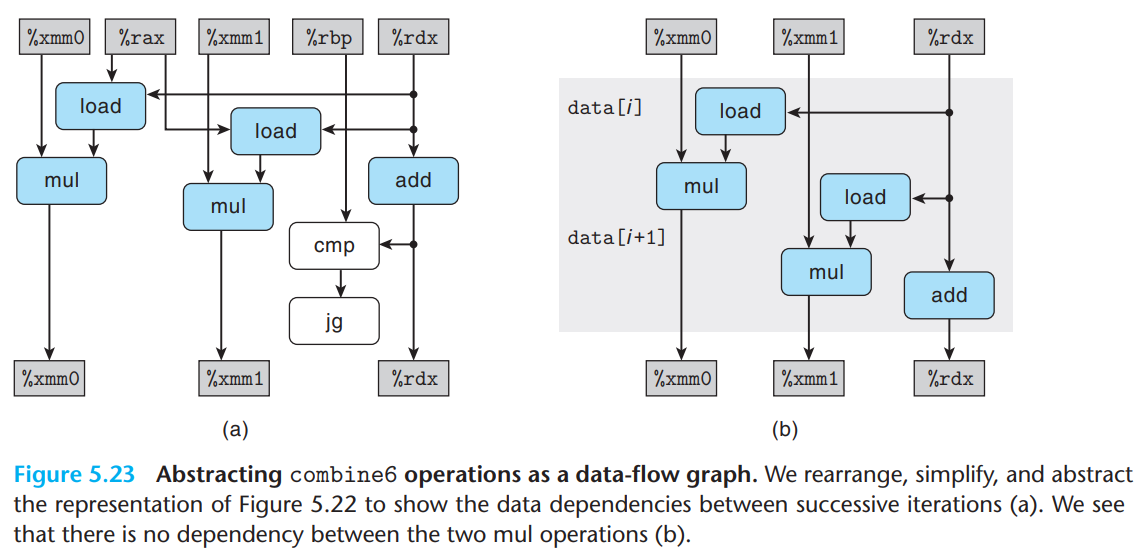 %xmm0 %rax %xmm1 %rbp %rdx
load
load
mul
mul
add
cmp
jg
%xmm0 %xmm1 %rdx
(a)
%xmm0 %xmm1 %rdx
data[i]
load
mul
load
data[i+1]
mul
add
%xmm0 %xmm1 %rdx
(b)
Figure 5.23 Abstracting combine6 operations as a data-flow graph. We rearrange, simplify, and abstract
the representation of Figure 5.22 to show the data dependencies between successive iterations (a). We see
that there is no dependency between the two mul operations (b).